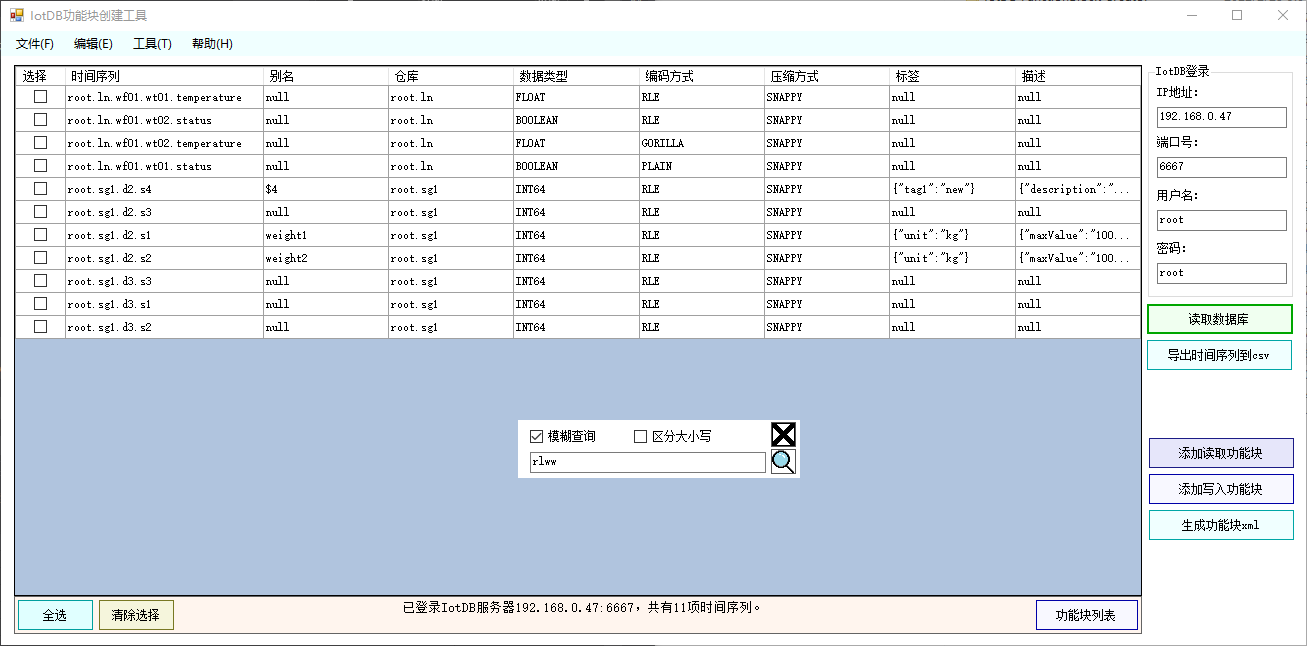 IotDB功能块创建工具
文件(F) 编辑(E) 工具(T) 帮助(H)
选择 时间序列 别名 仓库 数据类型 编码方式 压缩方式 标签 描述
root.ln.wf01.wt01.temperature null root.ln FLOAT RLE SNAPPY null null
root.ln.wf01.wt02.status null root.ln BOOLEAN RLE SNAPPY null null
root.ln.wf01.wt02.temperature null root.ln FLOAT GORILLA SNAPPY null null
root.ln.wf01.wt01.status null root.ln BOOLEAN PLAIN SNAPPY null null
root.sg1.d2.s4 $4 root.sg1 INT64 RLE SNAPPY {"tag1":"new"} {"description":"...
root.sg1.d2.s3 null root.sg1 INT64 RLE SNAPPY null null
root.sg1.d2.s1 weight1 root.sg1 INT64 RLE SNAPPY {"unit":"kg"} {"maxValue":"100...
root.sg1.d2.s2 weight2 root.sg1 INT64 RLE SNAPPY {"unit":"kg"} {"maxValue":"100...
root.sg1.d3.s3 null root.sg1 INT64 RLE SNAPPY null null
root.sg1.d3.s1 null root.sg1 INT64 RLE SNAPPY null null
root.sg1.d3.s2 null root.sg1 INT64 RLE SNAPPY null null
模糊查询 区分大小写
rlww
IotDB登录
IP地址:
192.168.0.47
端口号:
6667
用户名:
root
密码:
root
读取数据库
导出时间序列到csv
添加读取功能块
添加写入功能块
生成功能块xml
全选 清除选择 已登录IotDB服务器192.168.0.47:6667，共有11项时间序列。 功能块列表